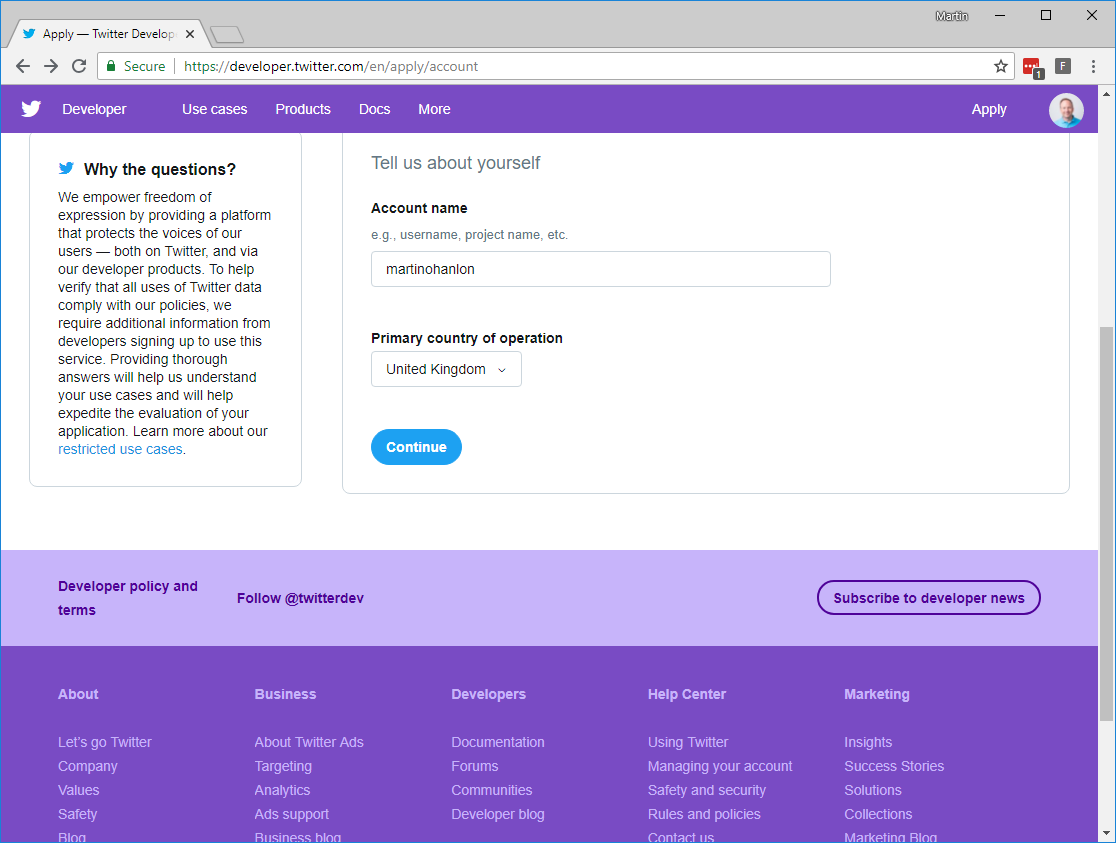 Martin
Apply — Twitter Develop
Secure https://developer.twitter.com/en/apply/account
1
F
Developer Use cases Products Docs More Apply
Why the questions?
We empower freedom of
expression by providing a platform
that protects the voices of our
users — both on Twitter, and via
our developer products. To help
verify that all uses of Twitter data
comply with our policies, we
require additional information from
developers signing up to use this
service. Providing thorough
answers will help us understand
your use cases and will help
expedite the evaluation of your
application. Learn more about our
restricted use cases.
Tell us about yourself
Account name
e.g., username, project name, etc.
martinohanlon
Primary country of operation
United Kingdom
Continue
Developer policy and
terms
Follow @twitterdev
Subscribe to developer news
About Business Developers Help Center Marketing
Let's go Twitter About Twitter Ads Documentation Using Twitter Insights
Company Targeting Forums Managing your account Success Stories
Values Analytics Communities Safety and security Solutions
Safety Ads support Developer blog Rules and policies Collections
Blog Business blog Contact us Marketing Blog